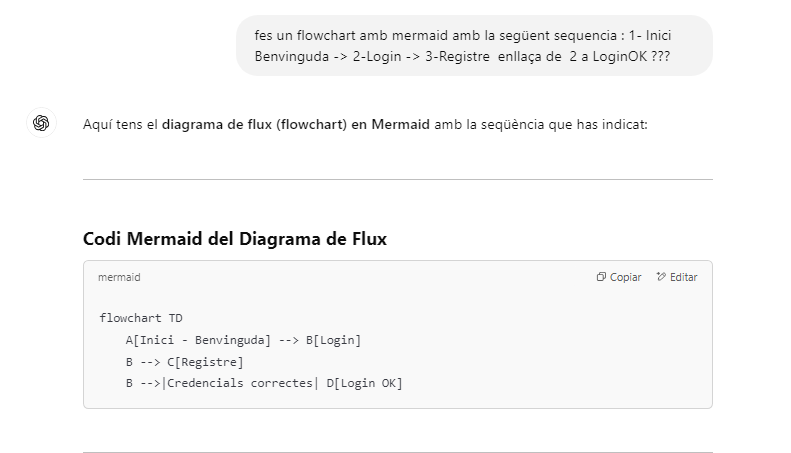 fes un flowchart amb mermaid amb la següent sequencia : 1- Inici
Benvinguda -> 2-Login -> 3-Registre  enllaça de  2 a LoginOK ???
Aquí tens el diagrama de flux (flowchart) en Mermaid amb la seqüència que has indicat:
Codi Mermaid del Diagrama de Flux
mermaid
Copiar
Editar
flowchart TD
    A[Inici - Benvinguda] --> B[Login]
    B --> C[Registre]
    B -->|Credencials correctes| D[Login OK]